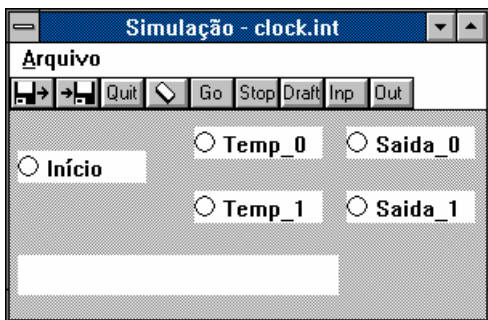 Simulação - clock.int
Arquivo
Quit Go Stop Draft Inp Out
Temp_0 Saida_0
Início
Temp_1 Saida_1